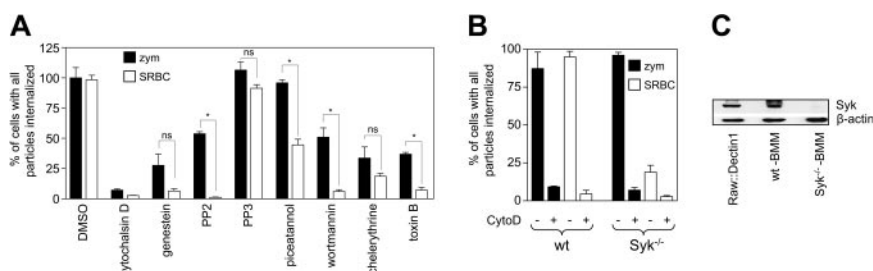 A
% of cells with all
particles internalized
125
100
75
50
25
0
zym
SRBC
ns
*
ns
*
*
ns
*
DMSO
ytochalsin D
genestein
PP2
PP3
piceatannol
wortmannin
chelerythrine
toxin B
B
% of cells with all
particles internalized
100
75
50
25
0
zym
SRBC
CytoD
- + - + - + - +
wt
Syk-/-
C
Syk
β-actin
Raw::Dectin1
wt -BMM
Syk-/--BMM